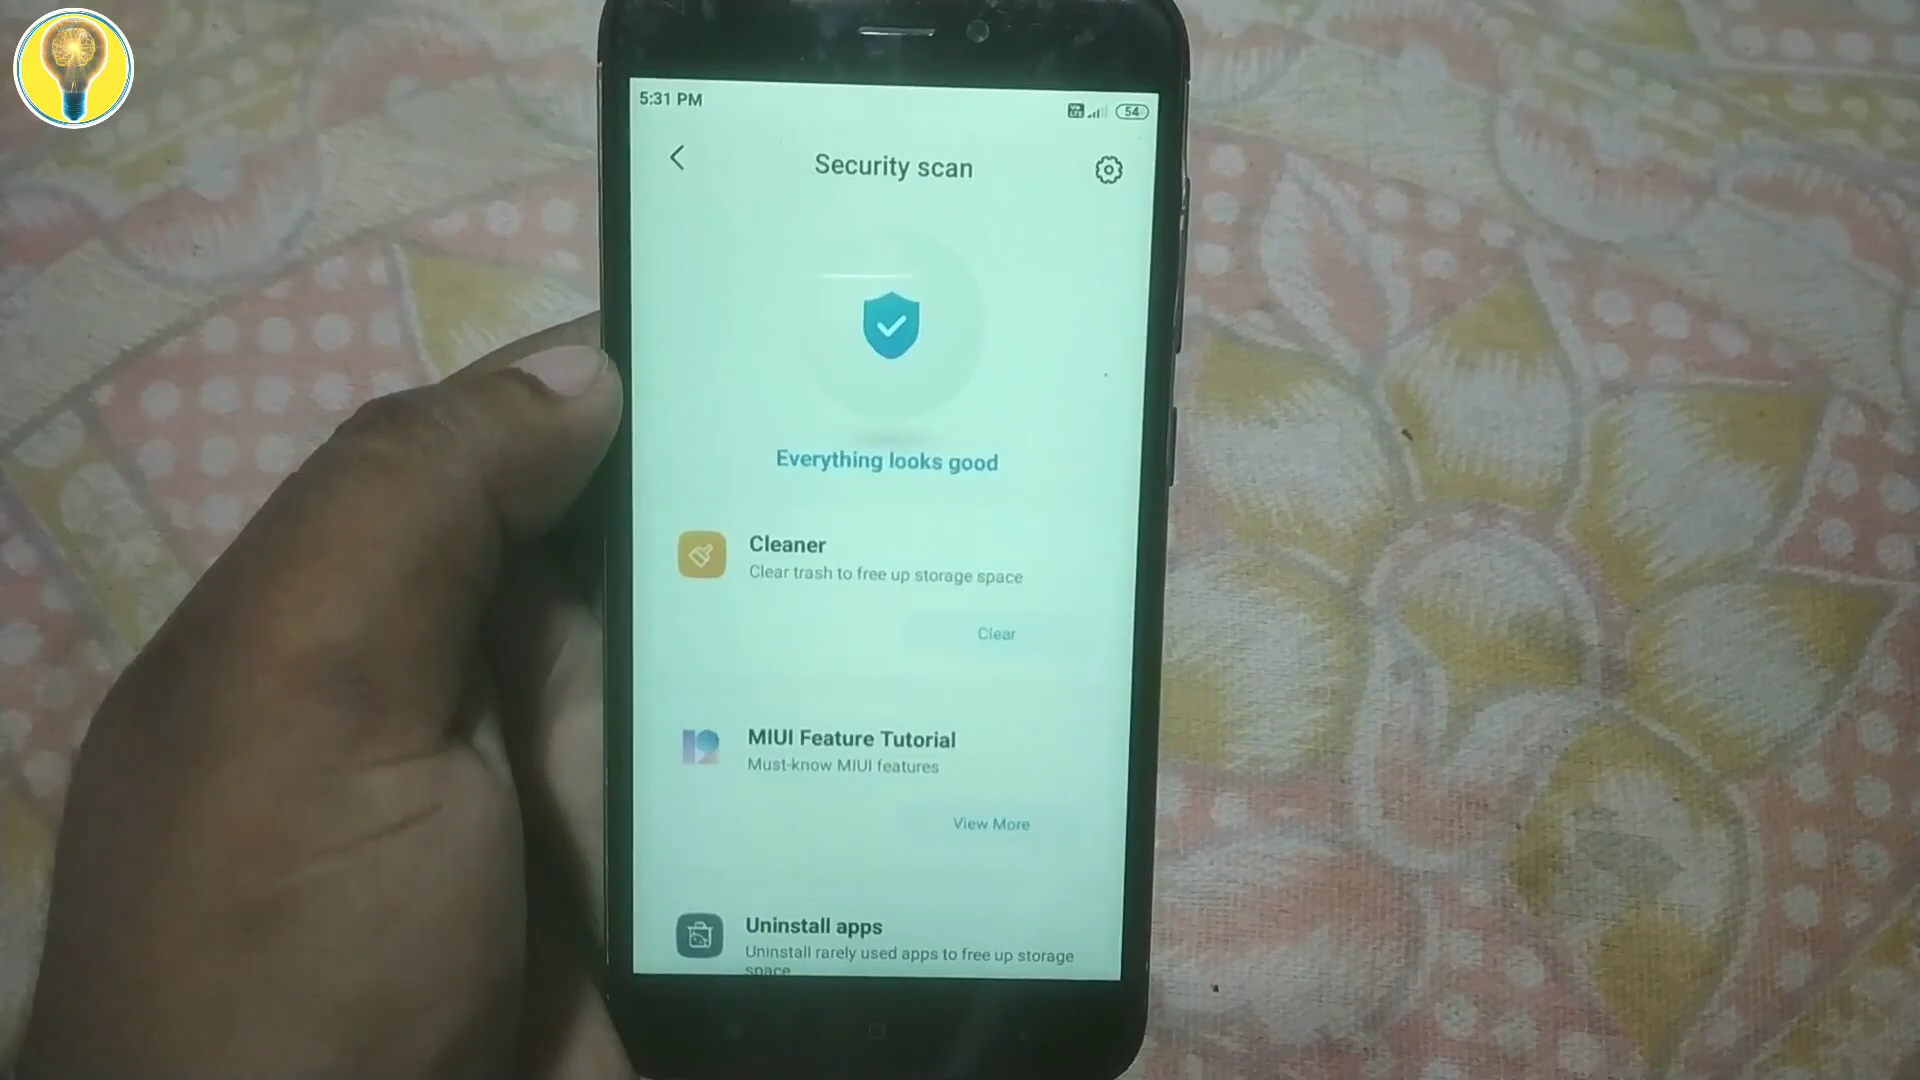 5:31 PM
54
Security scan
Everything looks good
Cleaner
Clear trash to free up storage space
Clear
MIUI Feature Tutorial
Must-know MIUI features
View More
Uninstall apps
Uninstall rarely used apps to free up storage
space